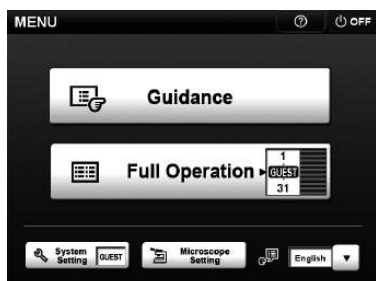 MENU
? OFF
Guidance
Full Operation
1
GUEST
31
System Setting
GUEST
Microscope Setting
English